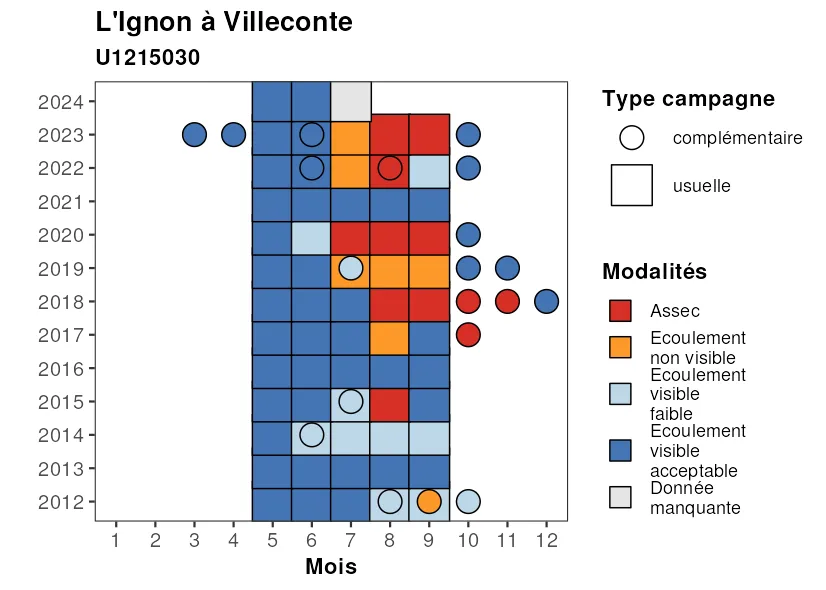 L'Ignon à Villeconte
U1215030
2024
2023
2022
2021
2020
2019
2018
2017
2016
2015
2014
2013
2012
1 2 3 4 5 6 7 8 9 10 11 12
Mois
Type campagne
complémentaire
usuelle
Modalités
Assec
Ecoulement
non visible
Ecoulement
visible
faible
Ecoulement
visible
acceptable
Donnée
manquante